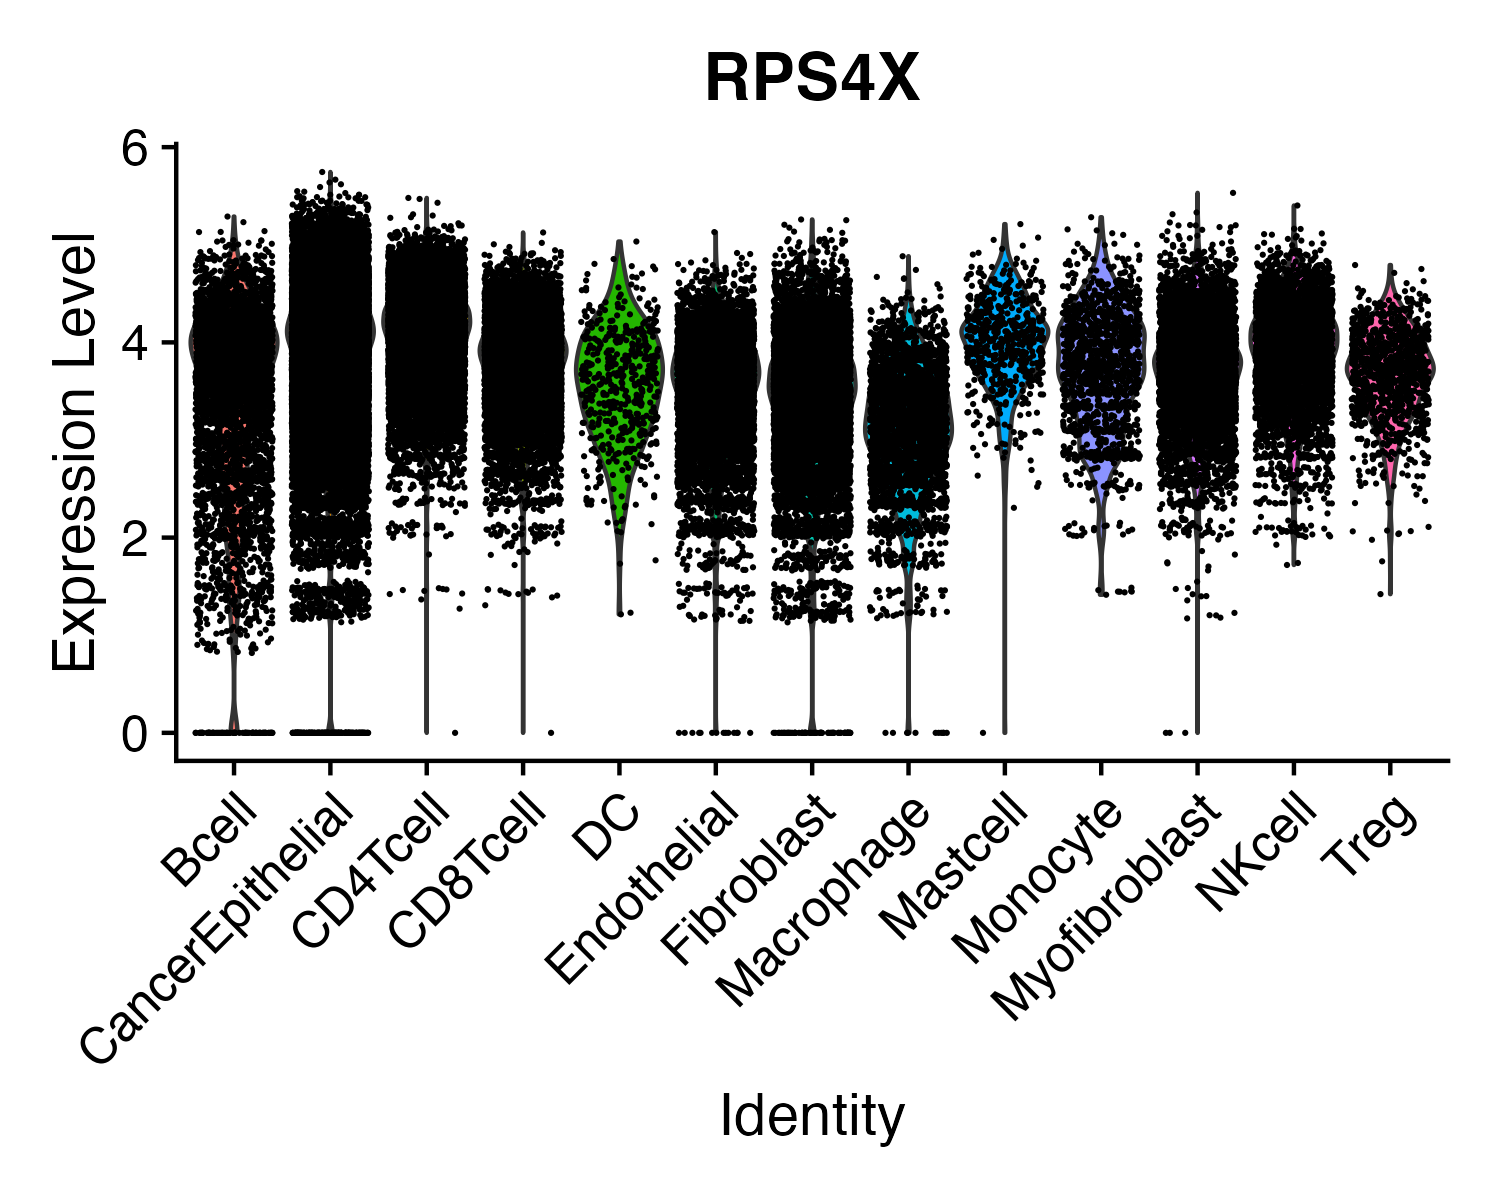 RPS4X
Expression Level
6
4
2
0
Bcell
CancerEpithelial
CD4Tcell
CD8Tcell
DC
Endothelial
Fibroblast
Macrophage
Mastcell
Monocyte
Myofibroblast
NKcell
Treg
Identity